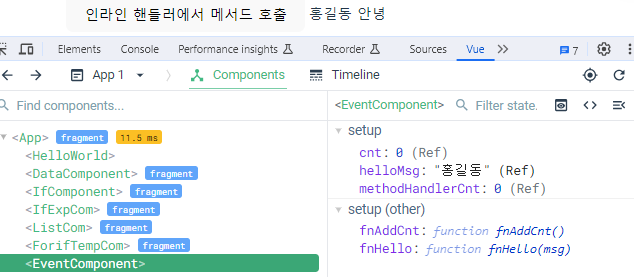 인라인 핸들러에서 메서드 호출 홍길동 안녕
Elements Console Performance insights Recorder Sources Vue 7
App 1 Components Timeline
Find components...
<EventComponent> Filter state.
<App> fragment 11.5 ms
<HelloWorld>
<DataComponent> fragment
<IfComponent> fragment
<IfExpCom> fragment
<ListCom> fragment
<ForifTempCom> fragment
<EventComponent>
setup
cnt: 0 (Ref)
helloMsg: "홍길동" (Ref)
methodHandlerCnt: 0 (Ref)
setup (other)
fnAddCnt: function fnAddCnt()
fnHello: function fnHello(msg)